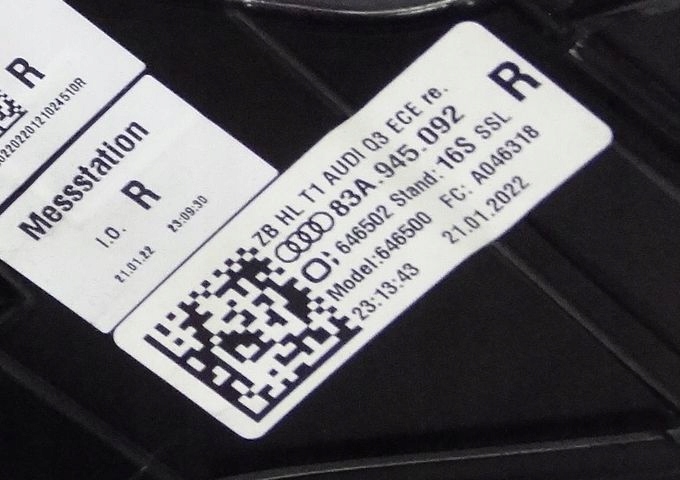 R
022022012102451OR
Messstation
I.O. R
21.01.22 23:09:30
ZB HL T1 AUDI Q3 ECE re.
83A.945.092 R
646502 Stand: 16S SSL
Model:646500 FC: A046318
23:13:43 21.01.2022